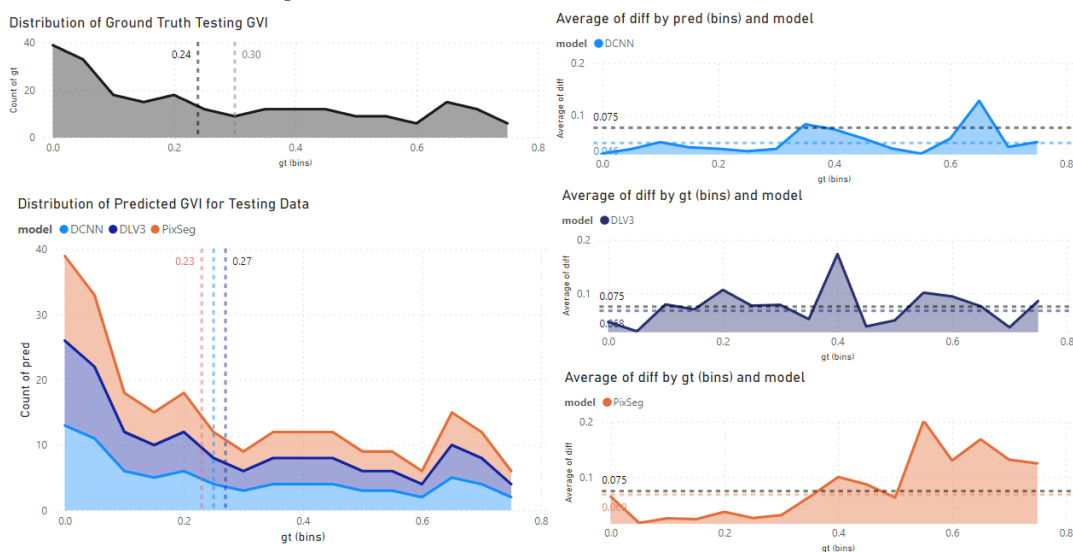 Distribution of Ground Truth Testing GVI
40
20
0
Count of gt
0.24
0.30
0.0
0.2
0.4
0.6
0.8
gt (bins)
Distribution of Predicted GVI for Testing Data
model DCNN DLV3 PixSeg
40
30
20
10
0
Count of pred
0.23
0.27
0.0
0.2
0.4
0.6
0.8
gt (bins)
Average of diff by pred (bins) and model
model DCNN
0.2
0.1
Average of diff
0.075
0.0
0.2
0.4
0.6
0.8
gt (bins)
Average of diff by gt (bins) and model
model DLV3
0.2
0.1
Average of diff
0.075
0.068
0.0
0.2
0.4
0.6
0.8
gt (bins)
Average of diff by gt (bins) and model
model PixSeg
0.2
0.1
Average of diff
0.075
0.069
0.0
0.2
0.4
0.6
0.8
gt (bins)